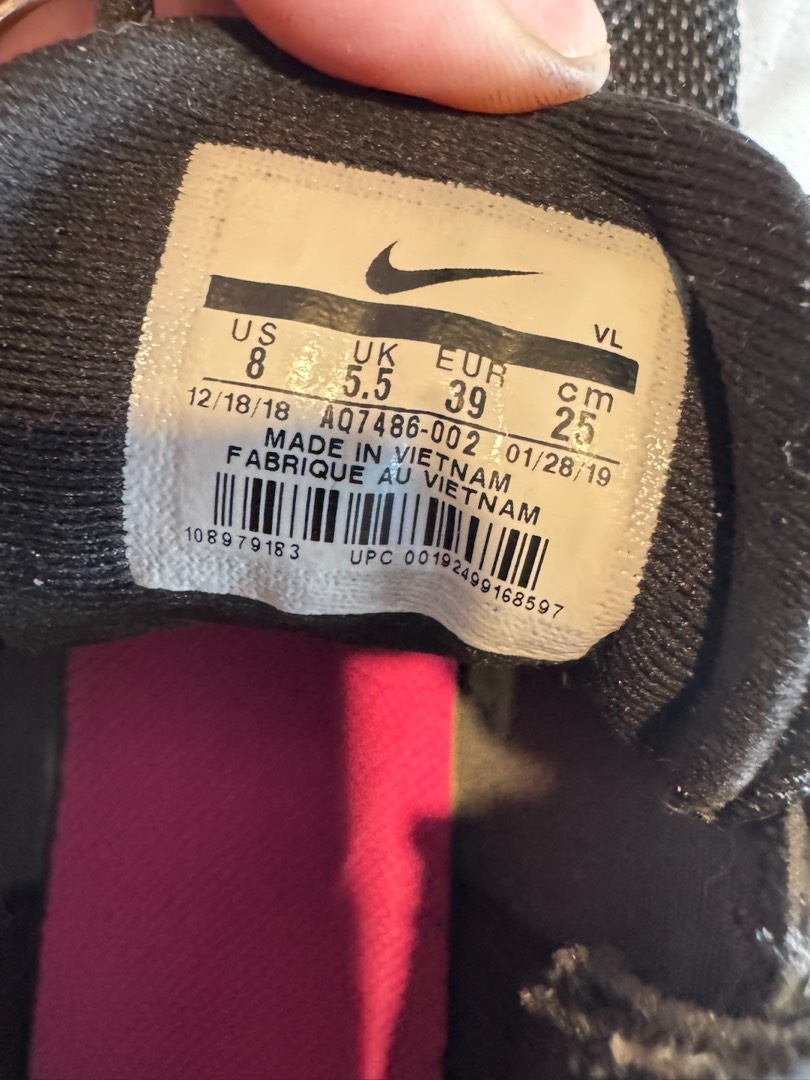 VL
US UK EUR cm
8 5.5 39 25
12/18/18 AQ7486-002 01/28/19
MADE IN VIETNAM
FABRIQUE AU VIETNAM
108979183 UPC 00192499168597